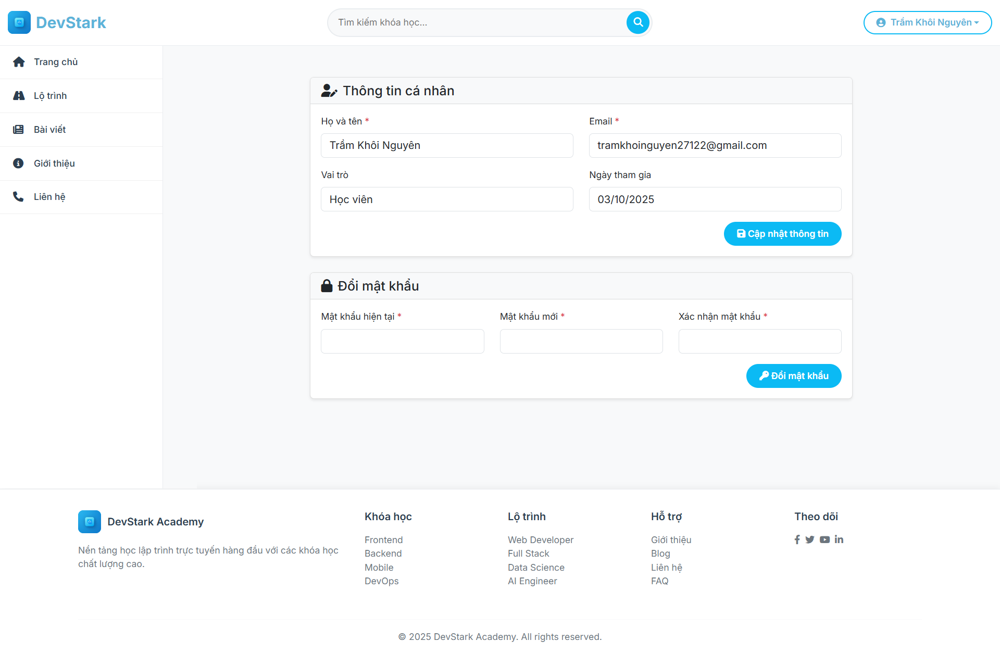 DevStark
Tìm kiếm khóa học...
Trầm Khôi Nguyên
Trang chủ
Lộ trình
Bài viết
Giới thiệu
Liên hệ
Thông tin cá nhân
Họ và tên *
Email *
Trầm Khôi Nguyên
tramkhoinguyen27122@gmail.com
Vai trò
Ngày tham gia
Học viên
03/10/2025
Cập nhật thông tin
Đổi mật khẩu
Mật khẩu hiện tại *
Mật khẩu mới *
Xác nhận mật khẩu *
Đổi mật khẩu
DevStark Academy
Nền tảng học lập trình trực tuyến hàng đầu với các khóa học
chất lượng cao.
Khóa học
Frontend
Backend
Mobile
DevOps
Lộ trình
Web Developer
Full Stack
Data Science
AI Engineer
Hỗ trợ
Giới thiệu
Blog
Liên hệ
FAQ
Theo dõi
© 2025 DevStark Academy. All rights reserved.